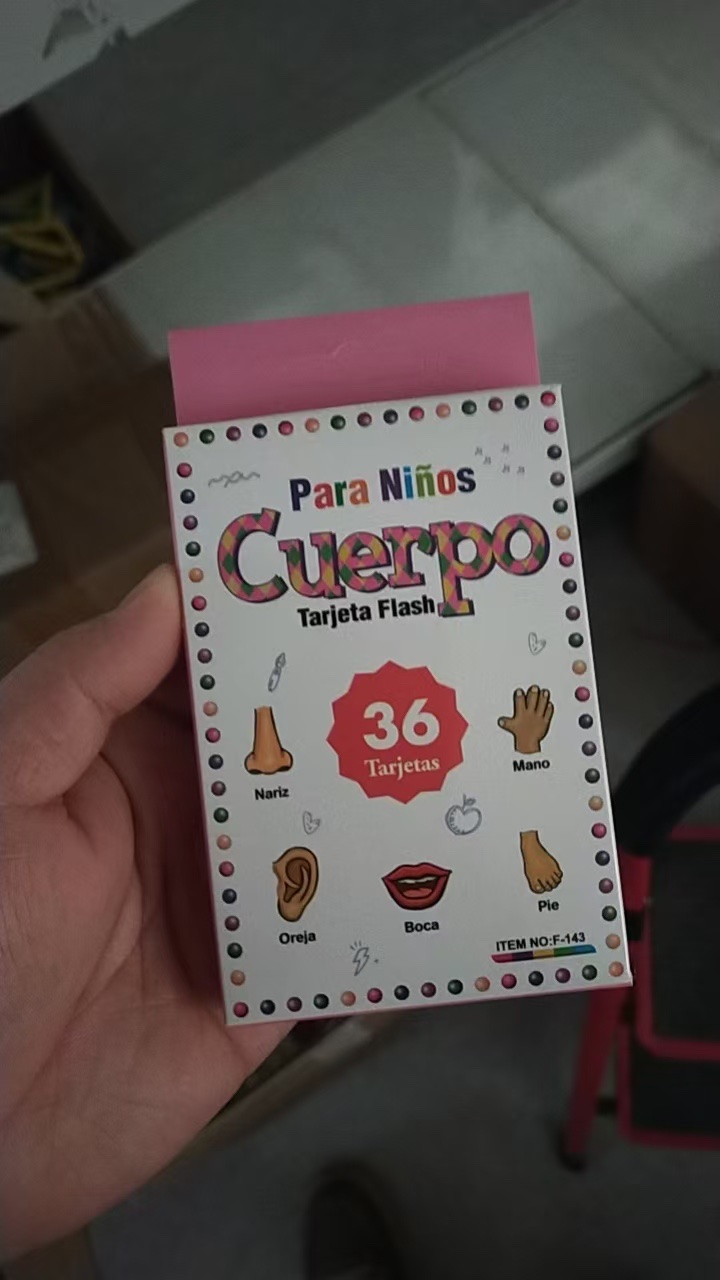 Para Niños
Cuerpo
Tarjeta Flash
36
Tarjetas
Nariz
Mano
Oreja
Boca
Pie
ITEM NO:F-143